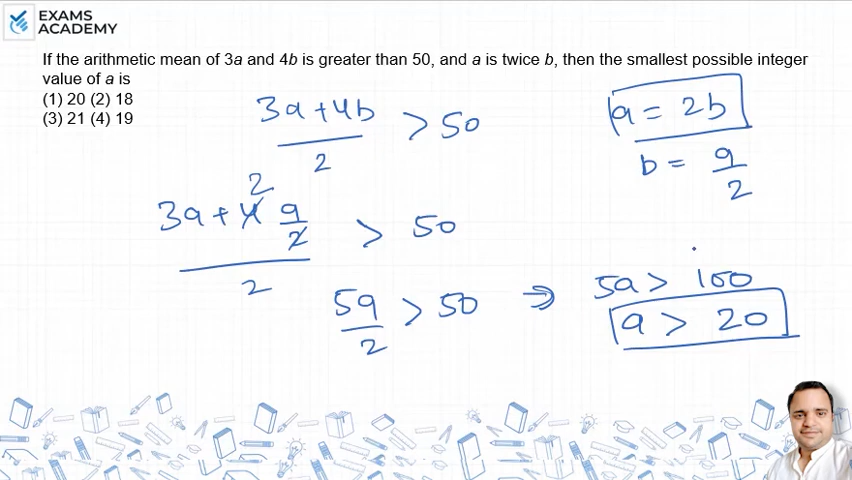 EXAMS
ACADEMY
If the arithmetic mean of 3a and 4b is greater than 50, and a is twice b, then the smallest possible integer
value of a is
(1) 20 (2) 18
(3) 21 (4) 19
3a+4b
2
> 50
a = 2b
b = a
2
2
3a+4 a
2
> 50
2
5a
2
> 50 ⇒ 5a > 100
a > 20